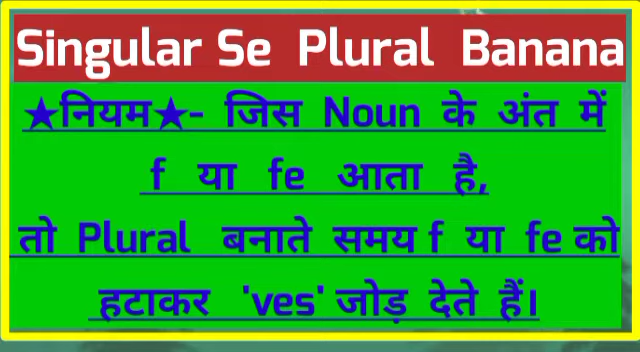 Singular Se Plural Banana
★नियम★- जिस Noun के अंत में
f या fe आता है,
तो Plural बनाते समय f या fe को
हटाकर 'ves' जोड़ देते हैं।